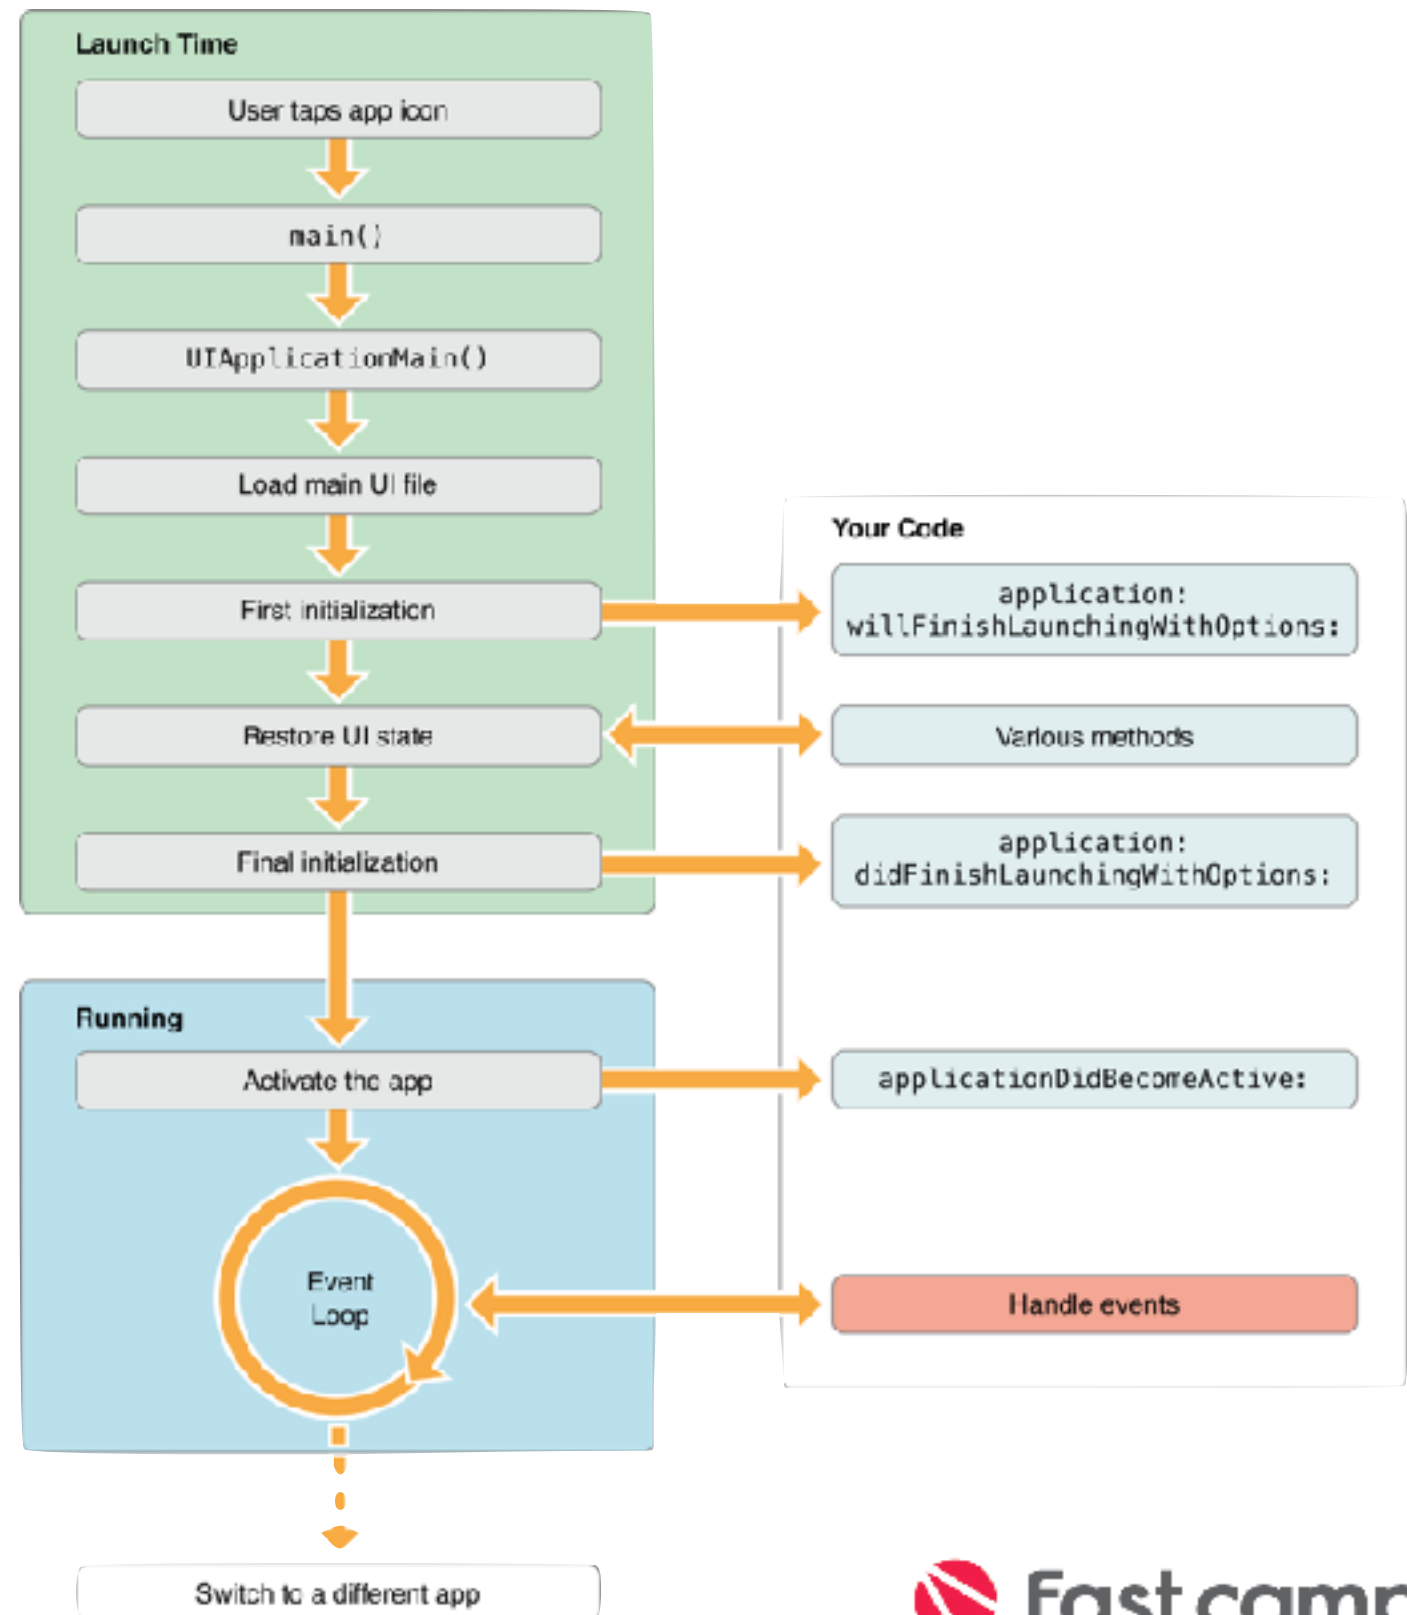 Launch Time
User taps app icon
main()
UIApplicationMain()
Load main UI file
First initialization
Restore UI state
Final initialization
Your Code
application:
willFinishLaunchingWithOptions:
Various methods
application:
didFinishLaunchingWithOptions:
Running
Activate the app
applicationDidBecomeActive:
Event
Loop
Handle events
Switch to a different app
Fast camp